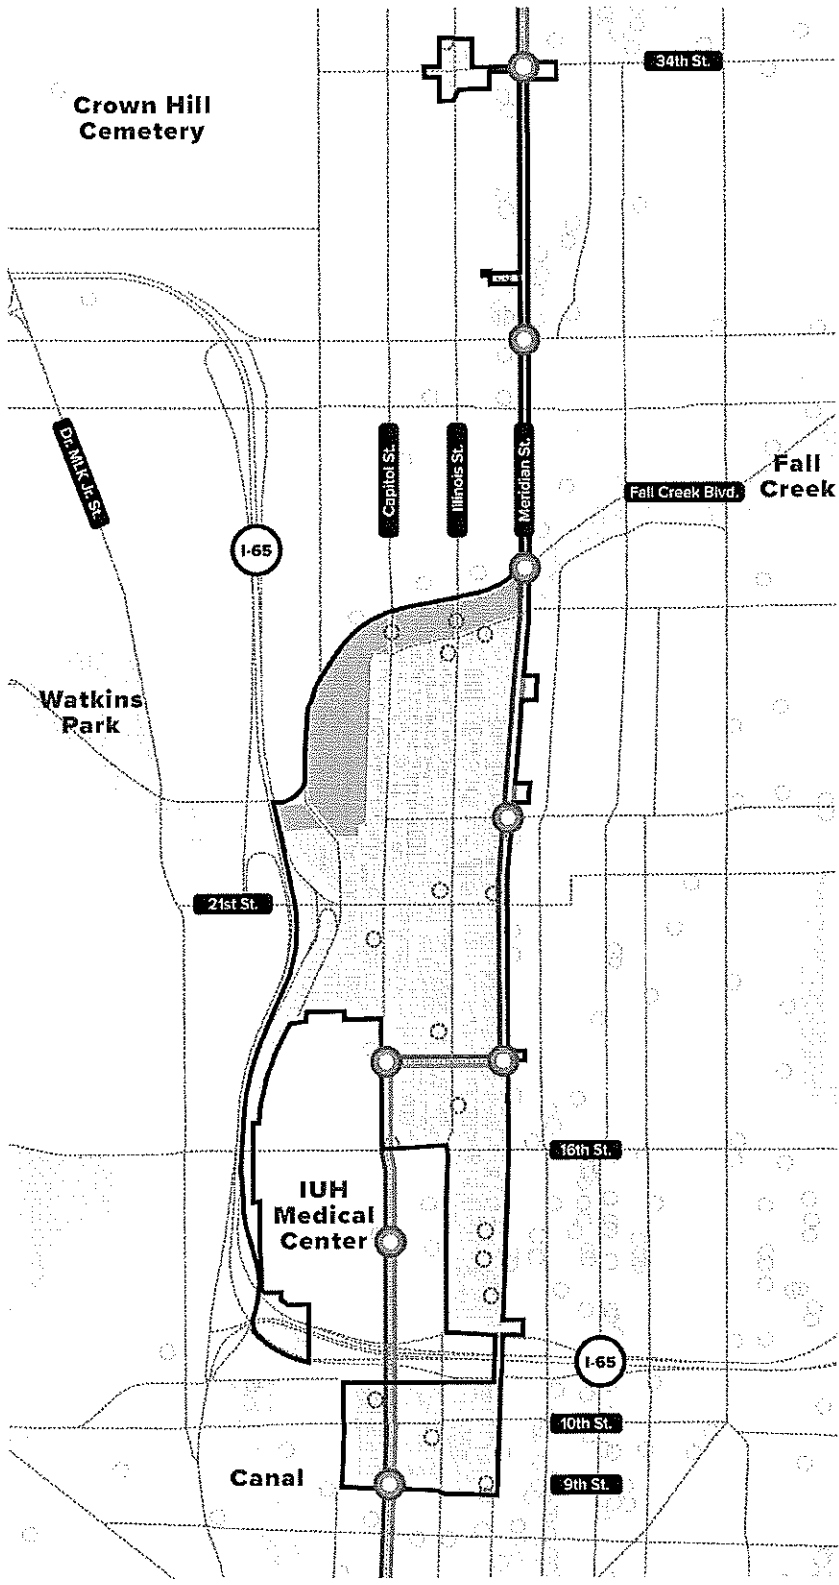 34th St.
Crown Hill
Cemetery
Dr. MLK Jr. St.
Capitol St.
Illinois St.
Meridian St.
Fall
Creek
Fall Creek Blvd.
I-65
Watkins
Park
21st St.
16th St.
IUH
Medical
Center
I-65
10th St.
Canal
9th St.